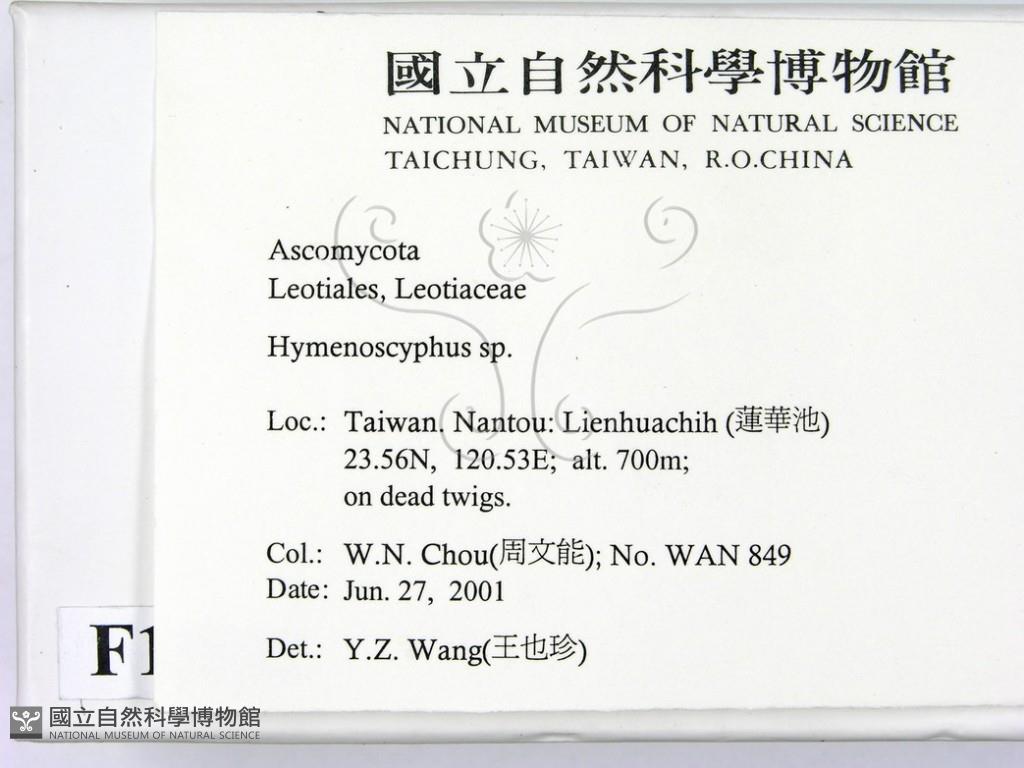 國立自然科學博物館
NATIONAL MUSEUM OF NATURAL SCIENCE
TAICHUNG, TAIWAN, R.O.CHINA
Ascomycota
Leotiales, Leotiaceae
Hymenoscyphus sp.
Loc.: Taiwan. Nantou: Lienhuachih (蓮華池)
23.56N, 120.53E; alt. 700m;
on dead twigs.
Col.: W.N. Chou(周文能); No. WAN 849
Date: Jun. 27, 2001
Det.: Y.Z. Wang(王也珍)
F1
國立自然科學博物館
NATIONAL MUSEUM OF NATURAL SCIENCE